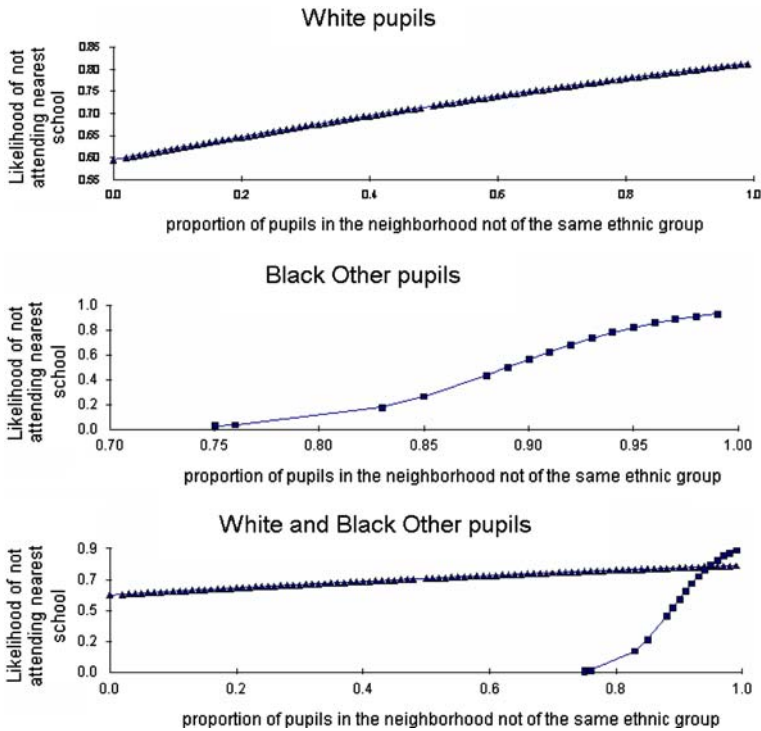 White pupils
Likelihood of not
attending nearest
school
0.85
0.80
0.75
0.70
0.65
0.60
0.55
0.0 0.2 0.4 0.6 0.8 1.0
proportion of pupils in the neighborhood not of the same ethnic group
Black Other pupils
Likelihood of not
attending nearest
school
1.0
0.8
0.6
0.4
0.2
0.0
0.70 0.75 0.80 0.85 0.90 0.95 1.00
proportion of pupils in the neighborhood not of the same ethnic group
White and Black Other pupils
Likelihood of not
attending nearest
school
0.9
0.7
0.5
0.2
0.0
0.0 0.2 0.4 0.6 0.8 1.0
proportion of pupils in the neighborhood not of the same ethnic group